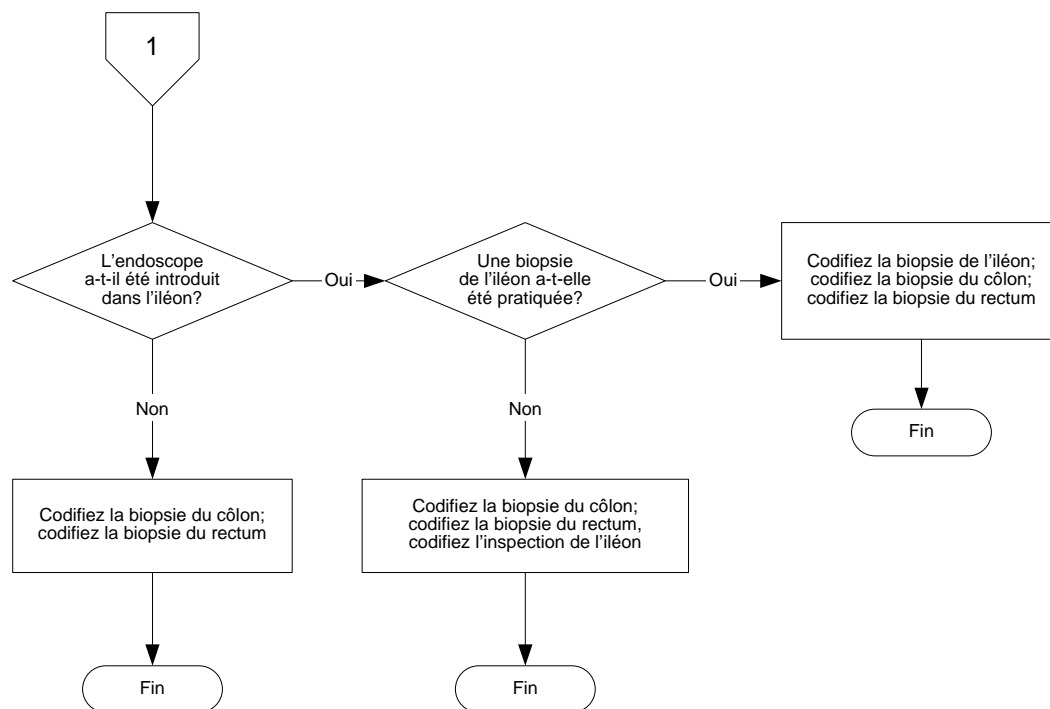 1
L’endoscope
a-t-il été introduit
dans l’iléon?
Oui
Une biopsie
de l’iléon a-t-elle
été pratiquée?
Oui
Codifiez la biopsie de l’iléon;
codifiez la biopsie du côlon;
codifiez la biopsie du rectum
Non
Non
Fin
Codifiez la biopsie du côlon;
codifiez la biopsie du rectum
Codifiez la biopsie du côlon;
codifiez la biopsie du rectum,
codifiez l’inspection de l’iléon
Fin
Fin